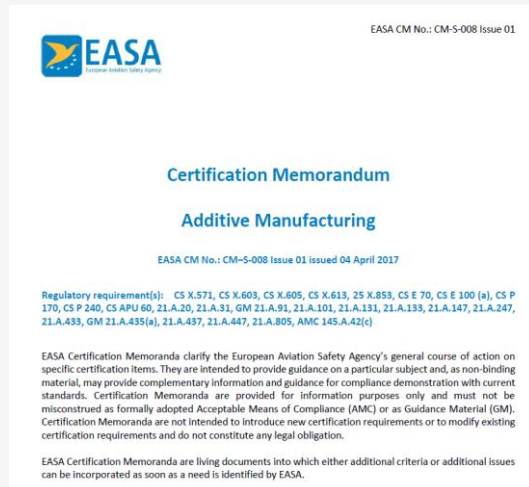 EASA CM No.: CM-S-008 Issue 01
EASA
European Aviation Safety Agency
Certification Memorandum
Additive Manufacturing
EASA CM No.: CM–S-008 Issue 01 issued 04 April 2017
Regulatory requirement(s): CS X.571, CS X.603, CS X.605, CS X.613, 25 X.853, CS E 70, CS E 100 (a), CS P
170, CS P 240, CS APU 60, 21.A.20, 21.A.31, GM 21.A.91, 21.A.101, 21.A.131, 21.A.133, 21.A.147, 21.A.247,
21.A.433, GM 21.A.435(a), 21.A.437, 21.A.447, 21.A.805, AMC 145.A.42(c)
EASA Certification Memoranda clarify the European Aviation Safety Agency's general course of action on
specific certification items. They are intended to provide guidance on a particular subject and, as non-binding
material, may provide complementary information and guidance for compliance demonstration with current
standards. Certification Memoranda are provided for information purposes only and must not be
misconstrued as formally adopted Acceptable Means of Compliance (AMC) or as Guidance Material (GM).
Certification Memoranda are not intended to introduce new certification requirements or to modify existing
certification requirements and do not constitute any legal obligation.
EASA Certification Memoranda are living documents into which either additional criteria or additional issues
can be incorporated as soon as a need is identified by EASA.